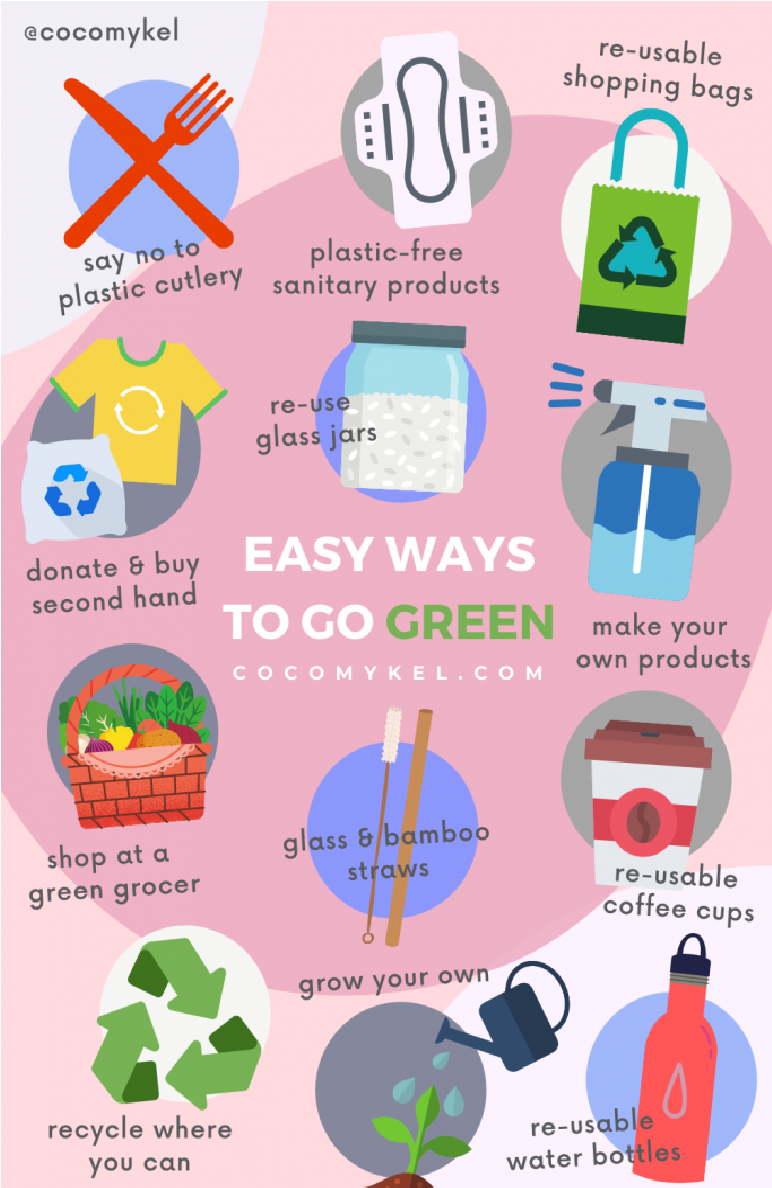 @cocomykel
re-usable
shopping bags
say no to
plastic cutlery
plastic-free
sanitary products
re-use
glass jars
donate & buy
second hand
EASY WAYS
TO GO GREEN
COCOMYKEL.COM
make your
own products
shop at a
green grocer
glass & bamboo
straws
re-usable
coffee cups
grow your own
recycle where
you can
re-usable
water bottles